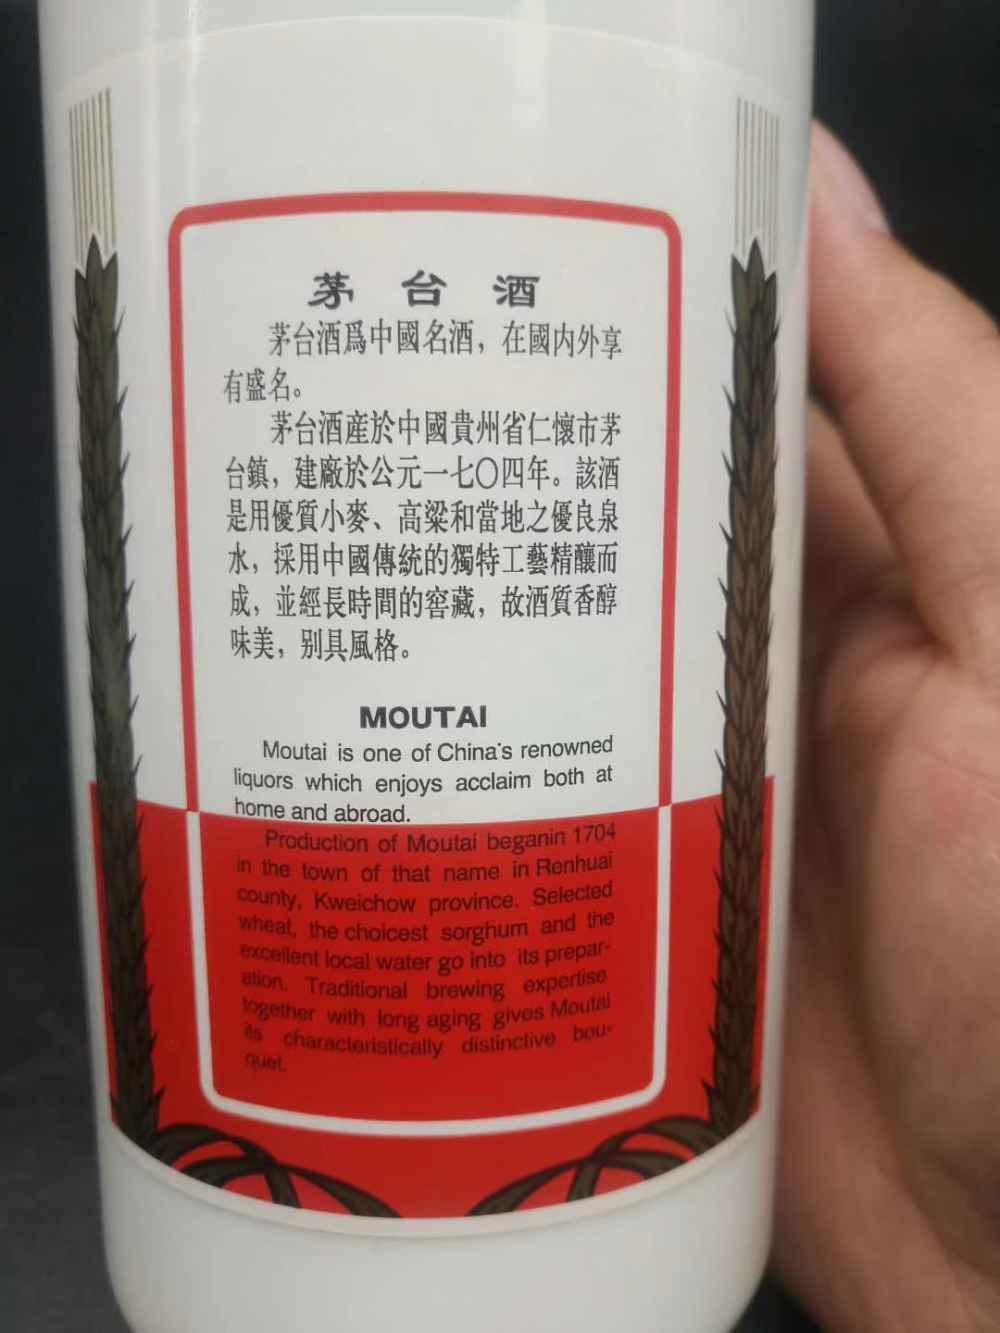 茅台酒
茅台酒爲中國名酒，在國内外享
有盛名。
茅台酒産於中國貴州省仁懷市茅
台鎮，建廠於公元一七〇四年。該酒
是用優質小麥、高粱和當地之優良泉
水，採用中國傳統的獨特工藝精釀而
成，並經長時間的窖藏，故酒質香醇
味美，别具風格。
MOUTAI
Moutai is one of China's renowned
liquors which enjoys acclaim both at
home and abroad.
Production of Moutai beganin 1704
in the town of that name in Renhuai
county, Kweichow province. Selected
wheat, the choicest sorghum and the
excellent local water go into its prepar-
ation. Traditional brewing expertise
together with long aging gives Moutai
its characteristically distinctive bou-
quet.